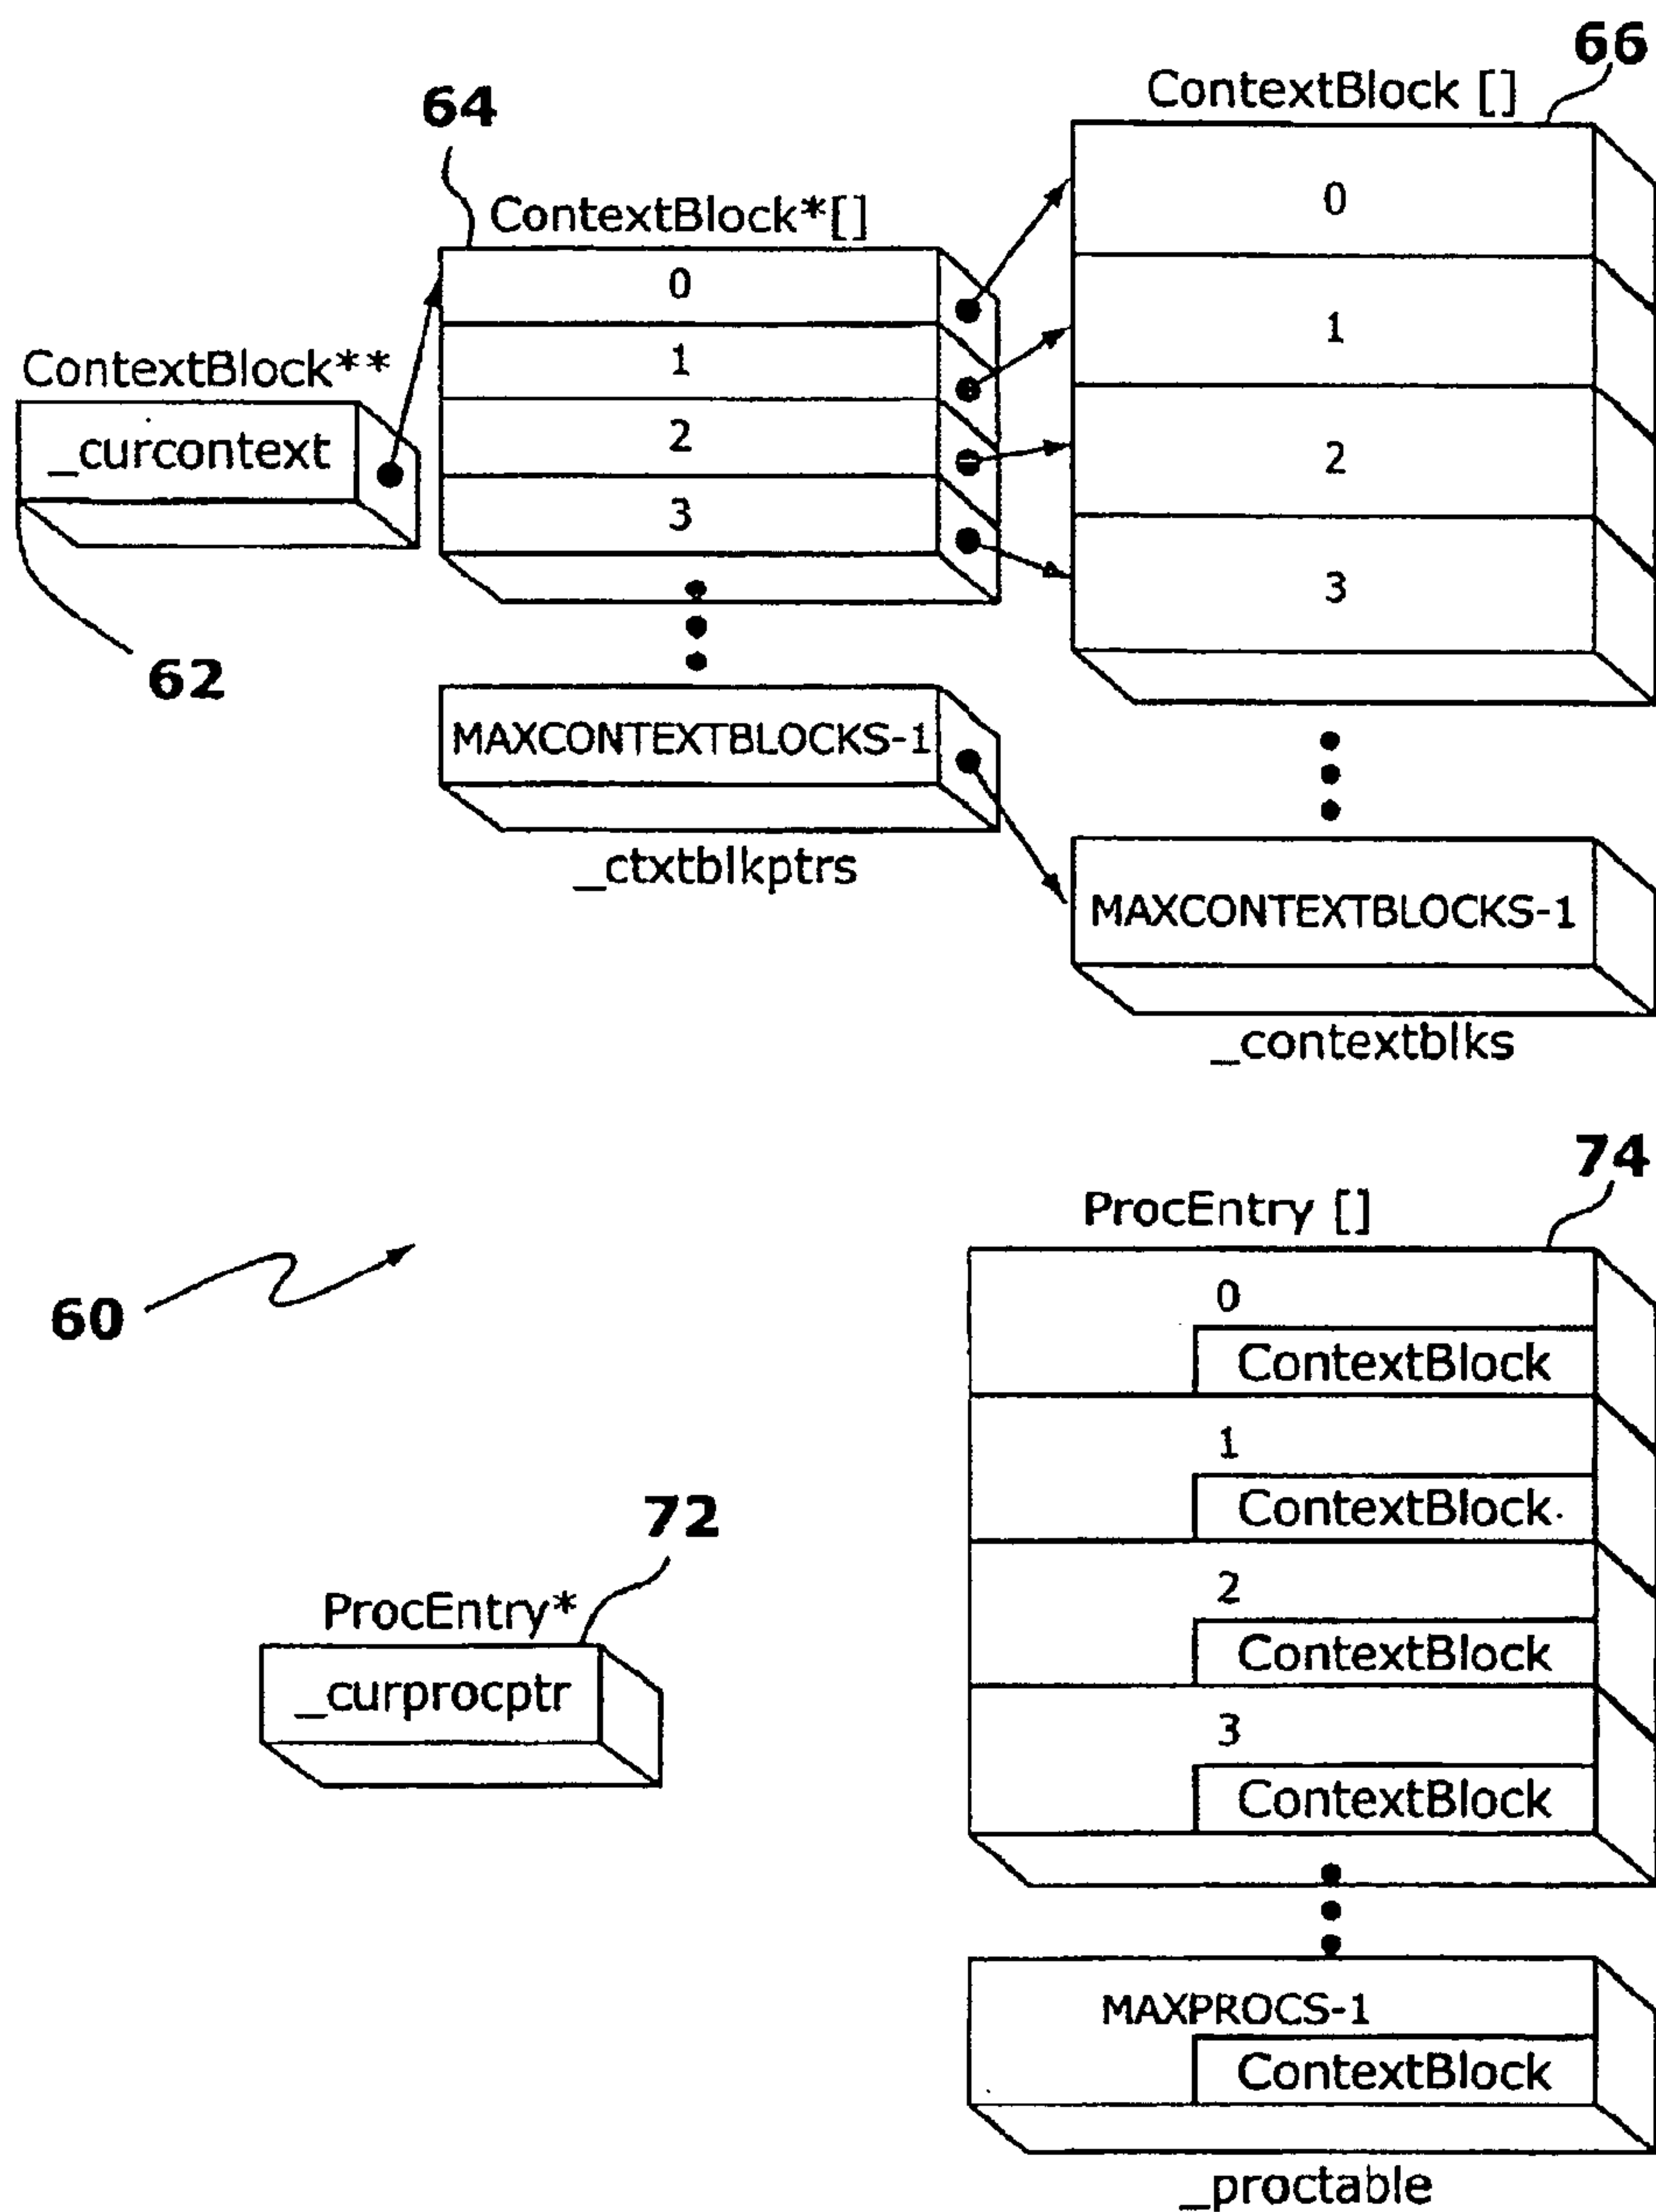 66
ContextBlock []
0
1
2
3
MAXCONTEXTBLOCKS-1
_contextblks
64
ContextBlock*[]
0
1
2
3
MAXCONTEXTBLOCKS-1
_ctxtblkptrs
ContextBlock**
_curcontext
62
60
74
ProcEntry []
0
ContextBlock
1
ContextBlock
2
ContextBlock
3
ContextBlock
MAXPROCS-1
ContextBlock
_proctable
72
ProcEntry*
_curprocptr